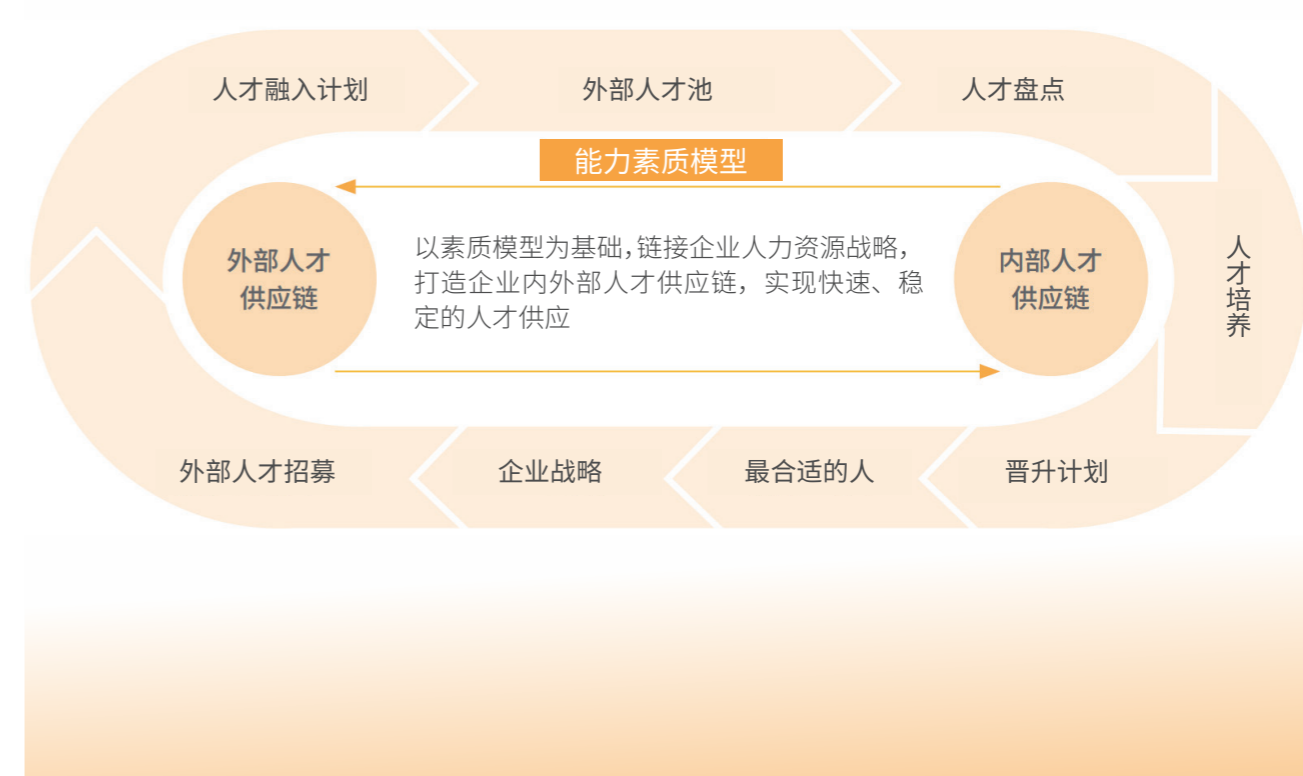 人才融入计划
外部人才池
人才盘点
能力素质模型
外部人才
供应链
以素质模型为基础,链接企业人力资源战略，
打造企业内外部人才供应链，实现快速、稳
定的人才供应
内部人才
供应链
人才培养
外部人才招募
企业战略
最合适的人
晋升计划